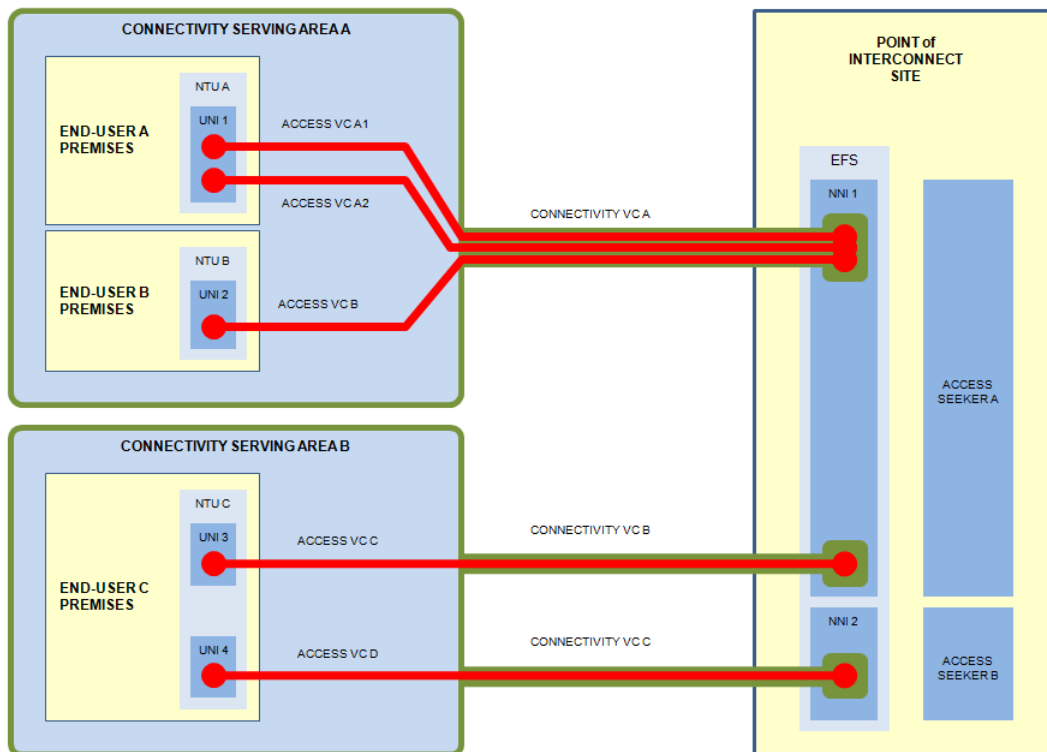 CONNECTIVITY SERVING AREA A
NTU A
UNI 1
END-USER A
PREMISES
ACCESS VC A1
ACCESS VC A2
NTU B
UNI 2
END-USER B
PREMISES
ACCESS VC B
CONNECTIVITY VC A
CONNECTIVITY SERVING AREA B
NTU C
UNI 3
END-USER C
PREMISES
UNI 4
ACCESS VC C
ACCESS VC D
CONNECTIVITY VC B
CONNECTIVITY VC C
POINT of
INTERCONNECT
SITE
EFS
NNI 1
ACCESS
SEEKER A
NNI 2
ACCESS
SEEKER B